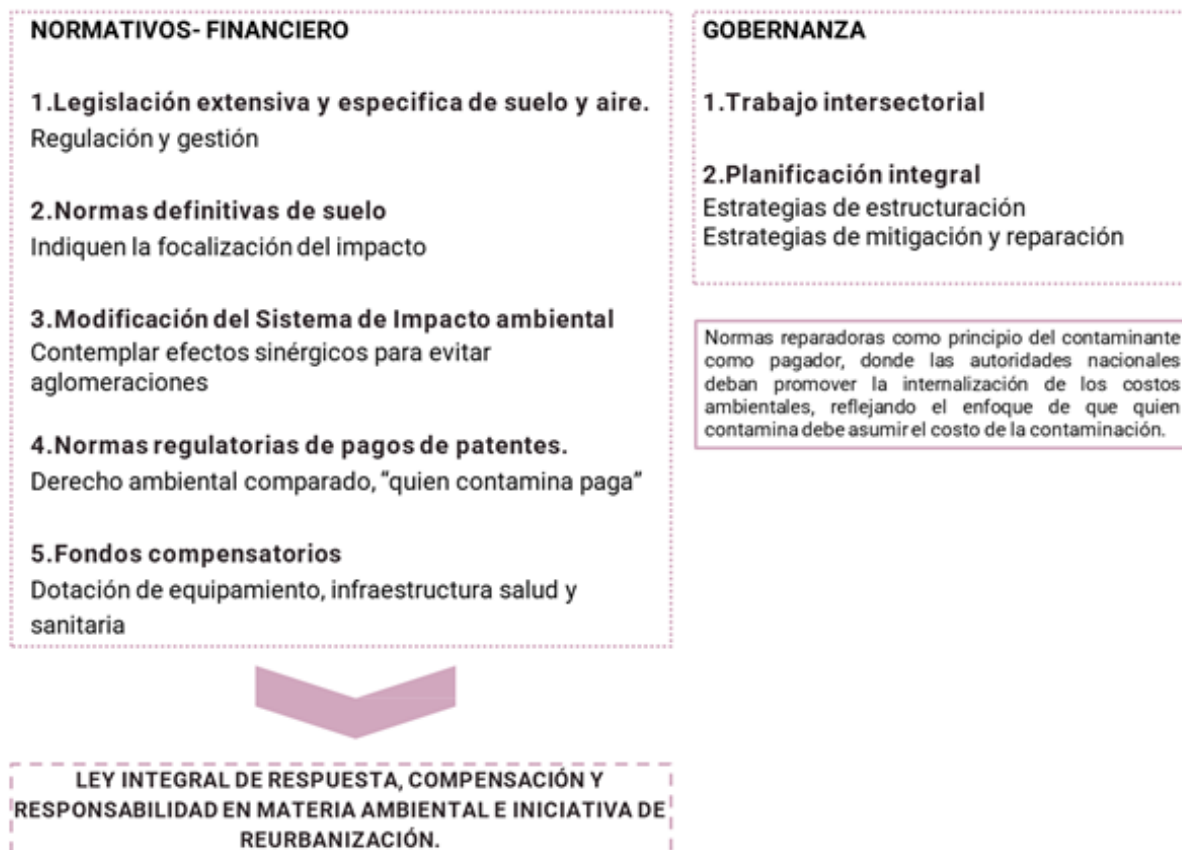 NORMATIVOS- FINANCIERO
1.Legislación extensiva y especifica de suelo y aire.
Regulación y gestión
2.Normas definitivas de suelo
Indiquen la focalización del impacto
3.Modificación del Sistema de Impacto ambiental
Contemplar efectos sinérgicos para evitar
aglomeraciones
4.Normas regulatorias de pagos de patentes.
Derecho ambiental comparado, “quien contamina paga”
5.Fondos compensatorios
Dotación de equipamiento, infraestructura salud y
sanitaria
LEY INTEGRAL DE RESPUESTA, COMPENSACIÓN Y
RESPONSABILIDAD EN MATERIA AMBIENTAL E INICIATIVA DE
REURBANIZACIÓN.
GOBERNANZA
1.Trabajo intersectorial
2.Planificación integral
Estrategias de estructuración
Estrategias de mitigación y reparación
Normas reparadoras como principio del contaminante
como pagador, donde las autoridades nacionales
deban promover la internalización de los costos
ambientales, reflejando el enfoque de que quien
contamina debe asumir el costo de la contaminación.